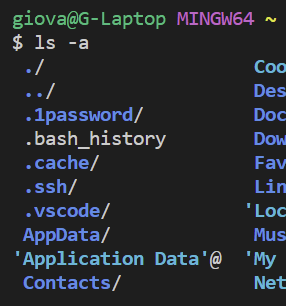 giova@G-Laptop MINGW64 ~
$ ls -a
./ Coo
../ Des
.1password/ Doc
.bash_history Dow
.cache/ Fav
.ssh/ Lin
.vscode/ 'Loc
AppData/ Mus
'Application Data'@ 'My
Contacts/ Net